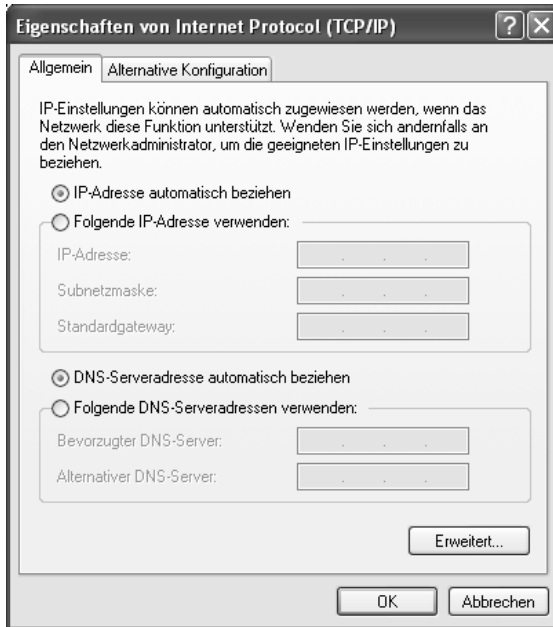 Eigenschaften von Internet Protocol (TCP/IP)
Allgemein
Alternative Konfiguration
IP-Einstellungen können automatisch zugewiesen werden, wenn das
Netzwerk diese Funktion unterstützt. Wenden Sie sich andernfalls an
den Netzwerkadministrator, um die geeigneten IP-Einstellungen zu
beziehen.
IP-Adresse automatisch beziehen
Folgende IP-Adresse verwenden:
IP-Adresse:
Subnetzmaske:
Standardgateway:
DNS-Serveradresse automatisch beziehen
Folgende DNS-Serveradressen verwenden:
Bevorzugter DNS-Server:
Alternativer DNS-Server:
Erweitert...
OK
Abbrechen